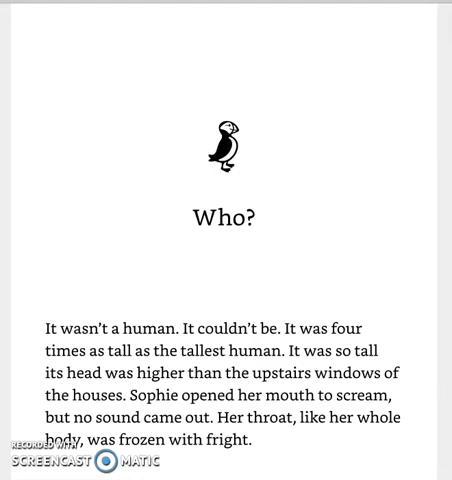 Who?
It wasn't a human. It couldn't be. It was four
times as tall as the tallest human. It was so tall
its head was higher than the upstairs windows of
the houses. Sophie opened her mouth to scream,
but no sound came out. Her throat, like her whole
body, was frozen with fright.
RECORDED WITH
SCREENCAST MATIC